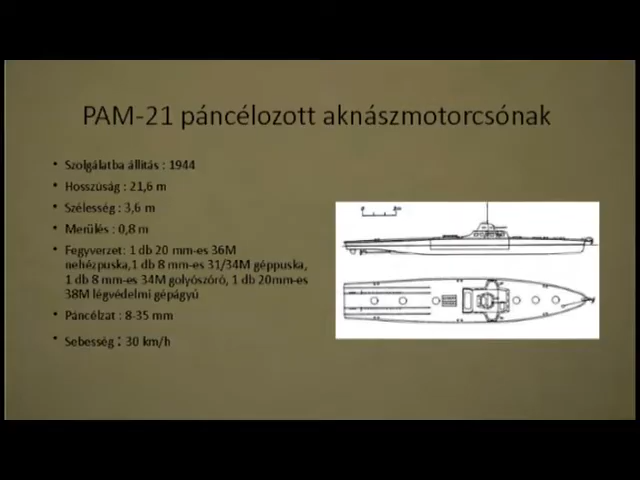 PAM-21 páncélozott aknászmotorcsónak
• Szolgálatba állítás : 1944
• Hosszúság : 21,6 m
• Szélesség : 3,6 m
• Merülés : 0,8 m
• Fegyverzet: 1 db 20 mm-es 36M
nehézpuska,1 db 8 mm-es 31/34M géppuska,
1 db 8 mm-es 34M golyószóró, 1 db 20mm-es
38M légvédelmi gépágyú
• Páncélzat : 8-35 mm
• Sebesség : 30 km/h